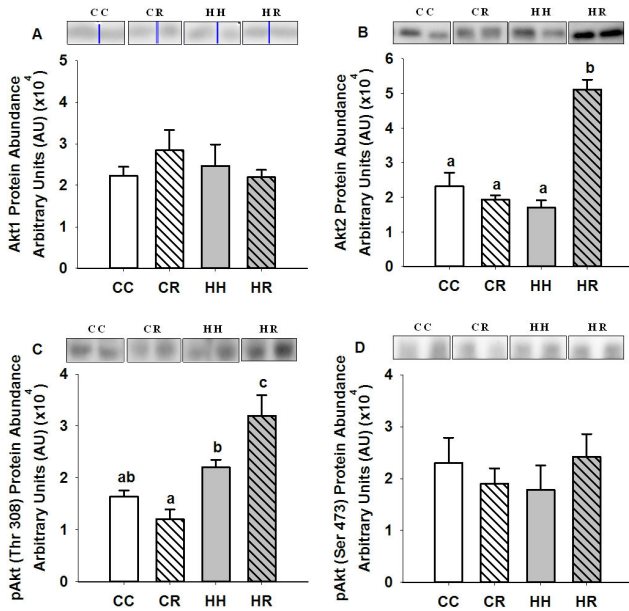 A
C C
C R
H H
H R
Akt1 Protein Abundance
Arbitrary Units (AU) (x10⁴)
5
4
3
2
1
0
CC
CR
HH
HR
B
C C
C R
H H
H R
Akt2 Protein Abundance
Arbitrary Units (AU) (x10⁴)
6
5
4
3
2
1
0
a
a
a
b
CC
CR
HH
HR
C
C C
C R
H H
H R
pAkt (Thr 308) Protein Abundance
Arbitrary Units (AU) (x10⁴)
4
3
2
1
0
ab
a
b
c
CC
CR
HH
HR
D
C C
C R
H H
H R
pAkt (Ser 473) Protein Abundance
Arbitrary Units (AU) (x10⁴)
4
3
2
1
0
CC
CR
HH
HR